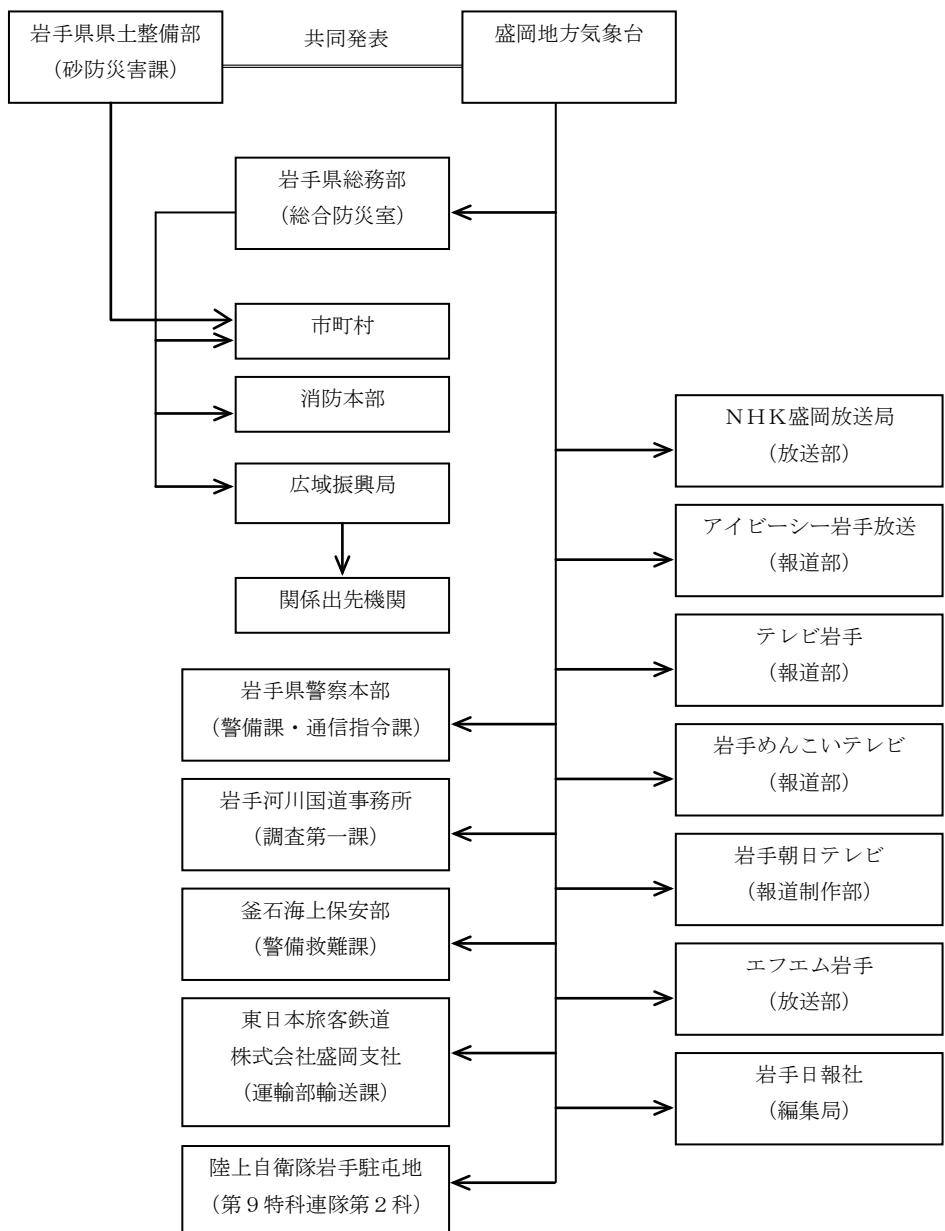 岩手県県土整備部
（砂防災害課）
共同発表
盛岡地方気象台
岩手県総務部
（総合防災室）
市町村
消防本部
広域振興局
関係出先機関
岩手県警察本部
（警備課・通信指令課）
岩手河川国道事務所
（調査第一課）
釜石海上保安部
（警備救難課）
東日本旅客鉄道
株式会社盛岡支社
（運輸部輸送課）
陸上自衛隊岩手駐屯地
（第９特科連隊第２科）
ＮＨＫ盛岡放送局
（放送部）
アイビーシー岩手放送
（報道部）
テレビ岩手
（報道部）
岩手めんこいテレビ
（報道部）
岩手朝日テレビ
（報道制作部）
エフエム岩手
（放送部）
岩手日報社
（編集局）